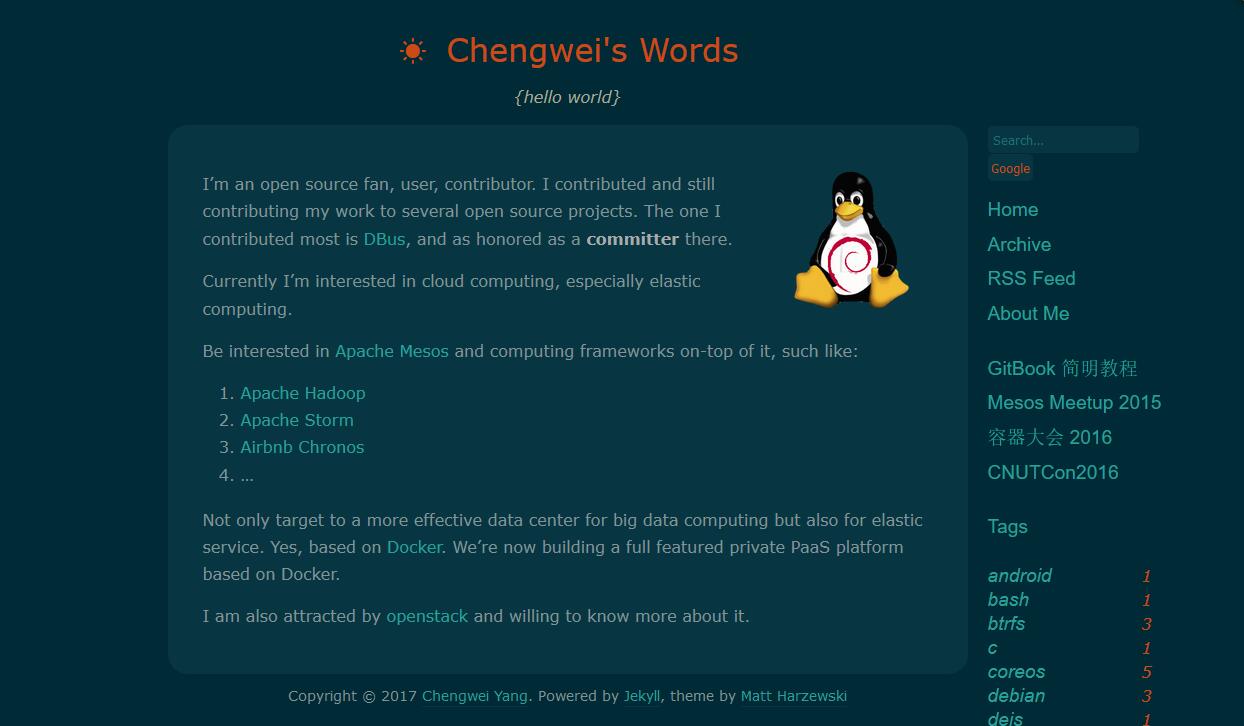 Chengwei's Words
{hello world}
I’m an open source fan, user, contributor. I contributed and still
contributing my work to several open source projects. The one I
contributed most is DBus, and as honored as a committer there.
Currently I’m interested in cloud computing, especially elastic
computing.
Be interested in Apache Mesos and computing frameworks on-top of it, such like:
1. Apache Hadoop
2. Apache Storm
3. Airbnb Chronos
4. …
Not only target to a more effective data center for big data computing but also for elastic
service. Yes, based on Docker. We’re now building a full featured private PaaS platform
based on Docker.
I am also attracted by openstack and willing to know more about it.
Copyright © 2017 Chengwei Yang. Powered by Jekyll, theme by Matt Harzewski
Search...
Google
Home
Archive
RSS Feed
About Me
GitBook 简明教程
Mesos Meetup 2015
容器大会 2016
CNUTCon2016
Tags
android 1
bash 1
btrfs 3
c 1
coreos 5
debian 3
deis 1